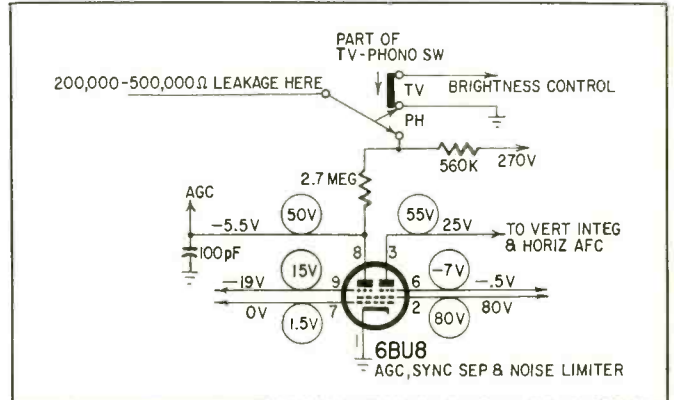 PART OF
TV-PHONO SW
200,000-500,000Ω LEAKAGE HERE
TV
BRIGHTNESS CONTROL
PH
560K
270V
2.7 MEG
AGC
-5.5V
50V
55V
25V
TO VERT INTEG
& HORIZ AFC
100pF
8
3
-19V
15V
9
6
-7V
-.5V
0V
1.5V
7
2
80V
80V
1
6BU8
AGC, SYNC SEP & NOISE LIMITER